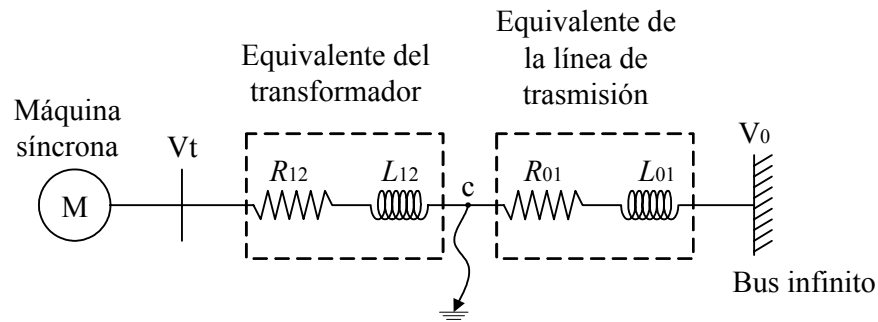 Equivalente del
transformador
Equivalente de
la línea de
trasmisión
Máquina
síncrona
Vt
V0
R12
L12
c
R01
L01
M
Bus infinito